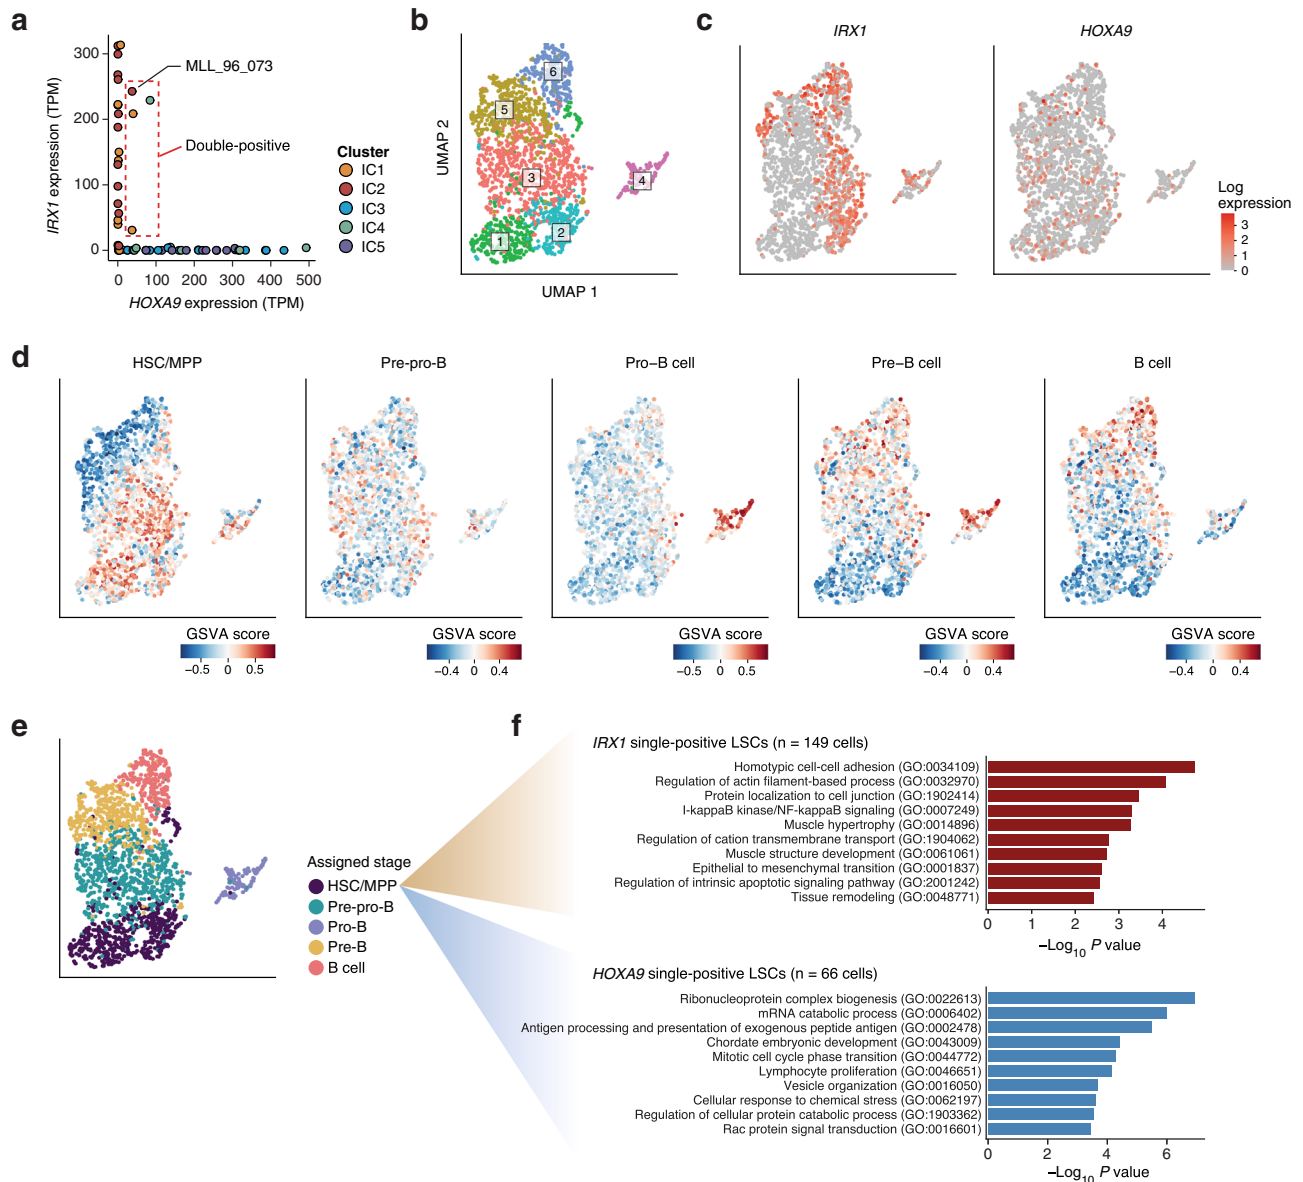 a
IRX1 expression (TPM)
300
200
100
0
0 100 200 300 400 500
HOXA9 expression (TPM)
MLL_96_073
Double-positive
Cluster
IC1
IC2
IC3
IC4
IC5
b
UMAP 2
UMAP 1
6
5
3
4
1
2
c
IRX1
HOXA9
Log
expression
3
2
1
0
d
HSC/MPP
Pre-pro-B
Pro–B cell
Pre–B cell
B cell
GSVA score
−0.5 0 0.5
GSVA score
−0.4 0 0.4
GSVA score
−0.5 0 0.5
GSVA score
−0.4 0 0.4
GSVA score
−0.4 0 0.4
e
Assigned stage
HSC/MPP
Pre-pro-B
Pro-B
Pre-B
B cell
f
IRX1 single-positive LSCs (n = 149 cells)
Homotypic cell-cell adhesion (GO:0034109)
Regulation of actin filament-based process (GO:0032970)
Protein localization to cell junction (GO:1902414)
I-kappaB kinase/NF-kappaB signaling (GO:0007249)
Muscle hypertrophy (GO:0014896)
Regulation of cation transmembrane transport (GO:1904062)
Muscle structure development (GO:0061061)
Epithelial to mesenchymal transition (GO:0001837)
Regulation of intrinsic apoptotic signaling pathway (GO:2001242)
Tissue remodeling (GO:0048771)
0 1 2 3 4
−Log10 P value
HOXA9 single-positive LSCs (n = 66 cells)
Ribonucleoprotein complex biogenesis (GO:0022613)
mRNA catabolic process (GO:0006402)
Antigen processing and presentation of exogenous peptide antigen (GO:0002478)
Chordate embryonic development (GO:0043009)
Mitotic cell cycle phase transition (GO:0044772)
Lymphocyte proliferation (GO:0046651)
Vesicle organization (GO:0016050)
Cellular response to chemical stress (GO:0062197)
Regulation of cellular protein catabolic process (GO:1903362)
Rac protein signal transduction (GO:0016601)
0 2 4 6
−Log10 P value